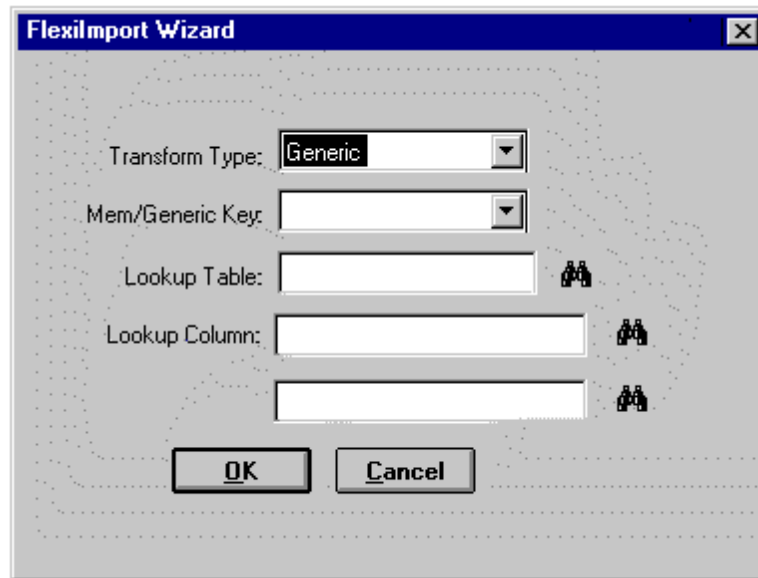 FlexiImport Wizard
Transform Type:
Generic
Mem/Generic Key:
Lookup Table:
Lookup Column:
OK
Cancel